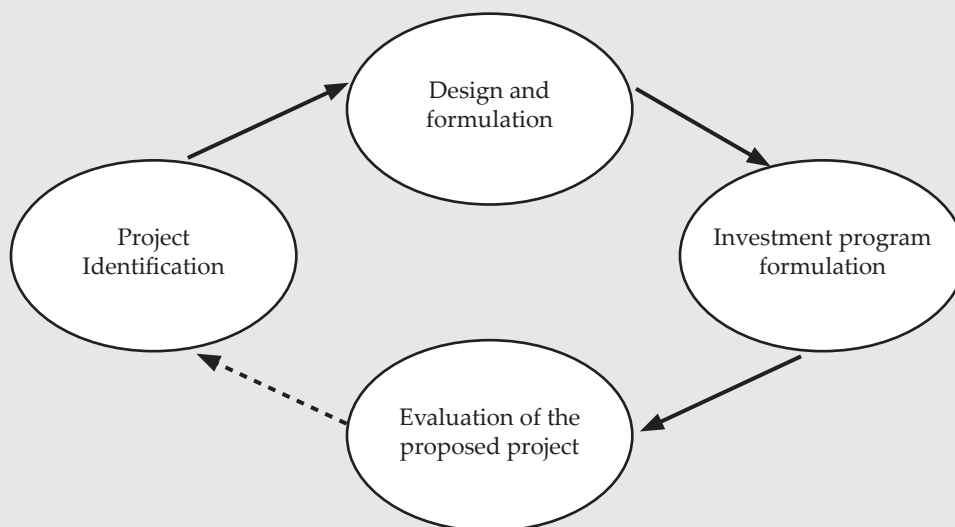 Design and
formulation
Project
Identification
Investment program
formulation
Evaluation of the
proposed project